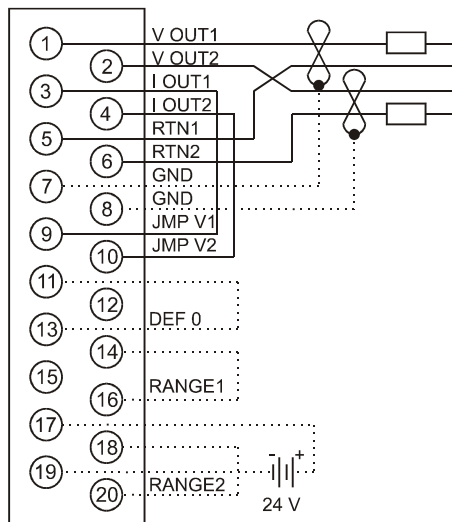 1 V OUT1
2 V OUT2
3 I OUT1
4 I OUT2
5 RTN1
6 RTN2
7 GND
8 GND
9 JMP V1
10 JMP V2
11
12
13 DEF 0
14
15
16 RANGE1
17
18
19 - +
20 RANGE2
24 V